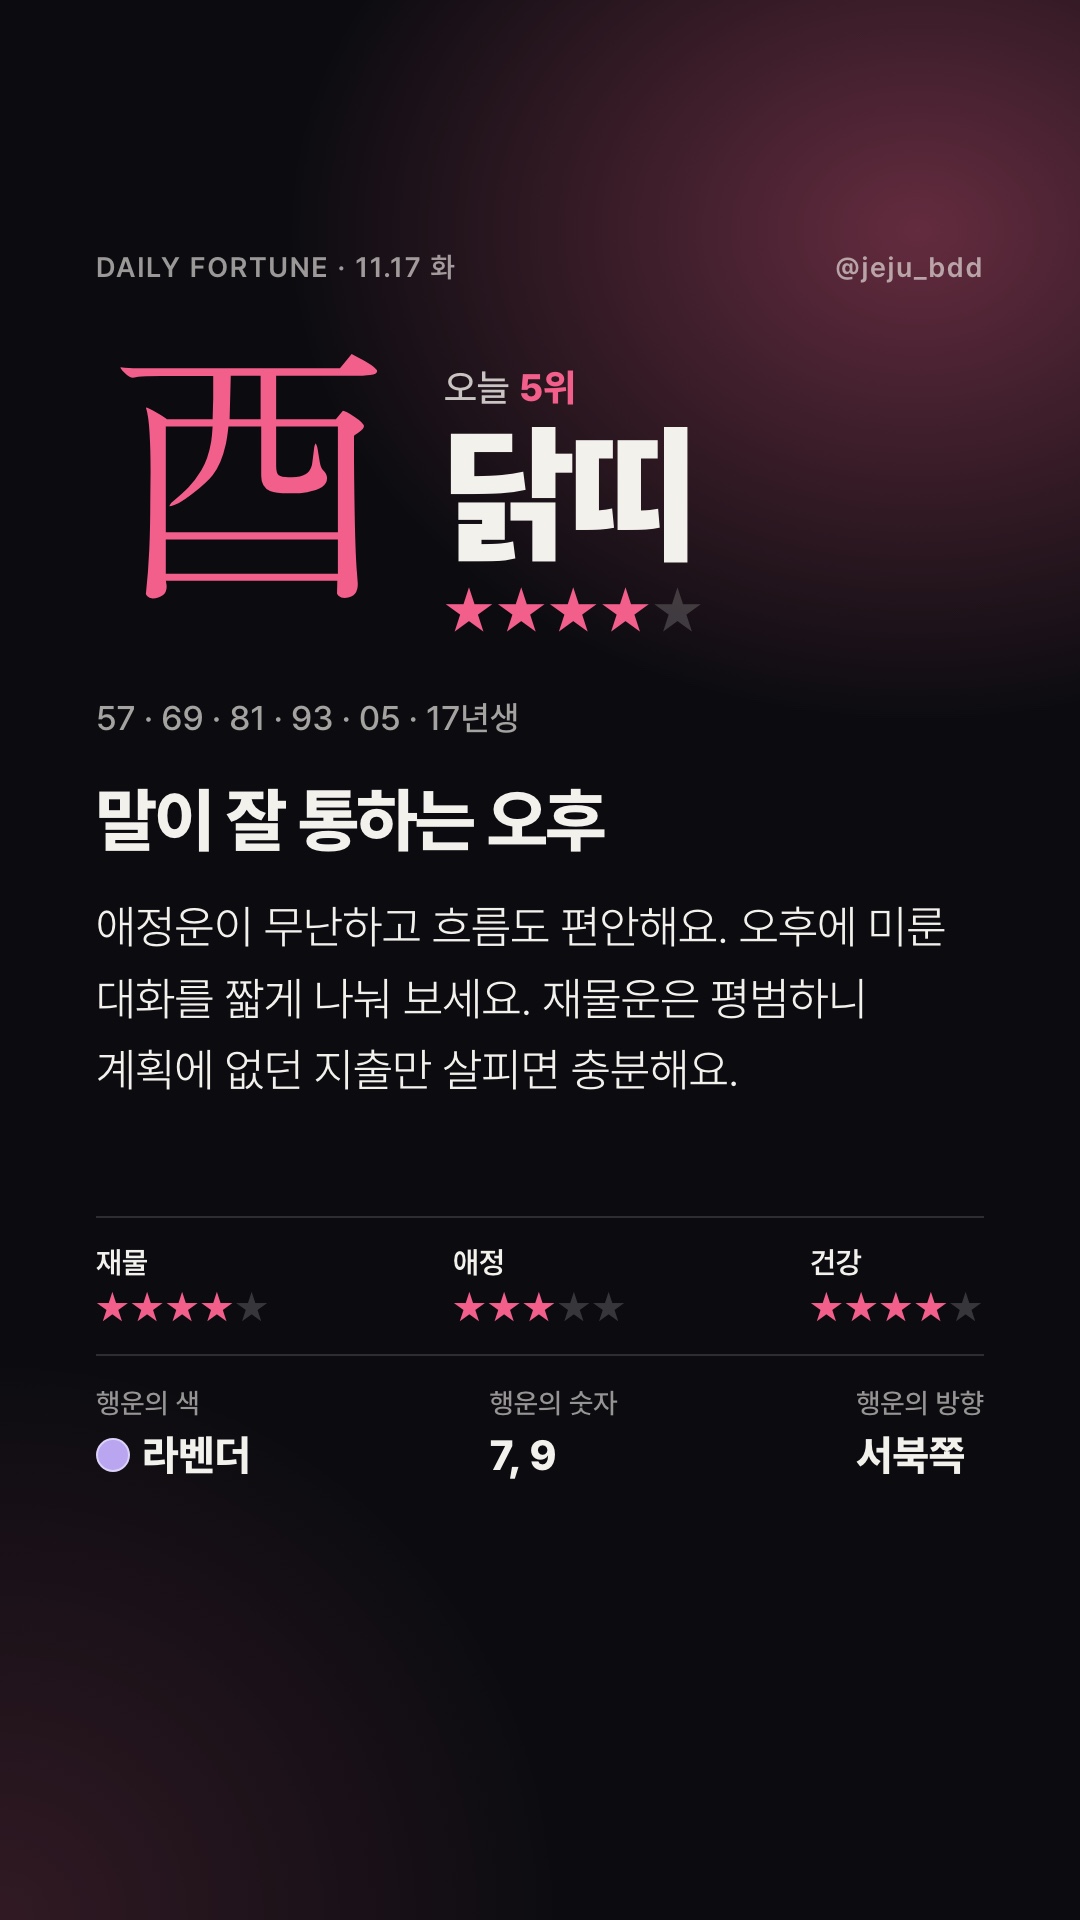 DAILY FORTUNE · 11.17 화
@jeju_bdd
酉
오늘 5위
닭띠
★★★★★
57 · 69 · 81 · 93 · 05 · 17년생
말이 잘 통하는 오후
애정운이 무난하고 흐름도 편안해요. 오후에 미룬
대화를 짧게 나눠 보세요. 재물운은 평범하니
계획에 없던 지출만 살피면 충분해요.
재물 애정 건강
★★★★★ ★★★★★ ★★★★★
행운의 색 행운의 숫자 행운의 방향
라벤더 7, 9 서북쪽